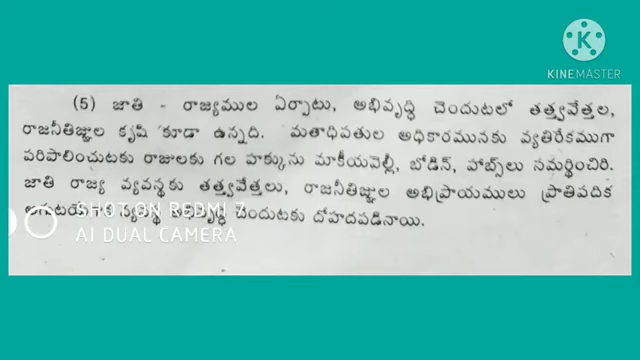 KINEMASTER
(5) జాతి - రాజ్యముల ఏర్పాటు, అభివృద్ధి చెందుటలో తత్త్వవేత్తల,
రాజనీతిజ్ఞుల కృషి కూడా ఉన్నది. మతాధిపతుల అధికారమునకు వ్యతిరేకముగా
పరిపాలించుటకు రాజులకు గల హక్కును మాకీయవెల్లీ, బోడిన్, హాబ్స్‌లు సమర్థించిరి.
జాతి రాజ్య వ్యవస్థకు తత్త్వవేత్తలు, రాజనీతిజ్ఞుల అభిప్రాయములు ప్రాతిపదిక
వ్యవస్థ అభివృద్ధి చెందుటకు దోహదపడినాయి.
SHOT ON REDMI 7
AI DUAL CAMERA